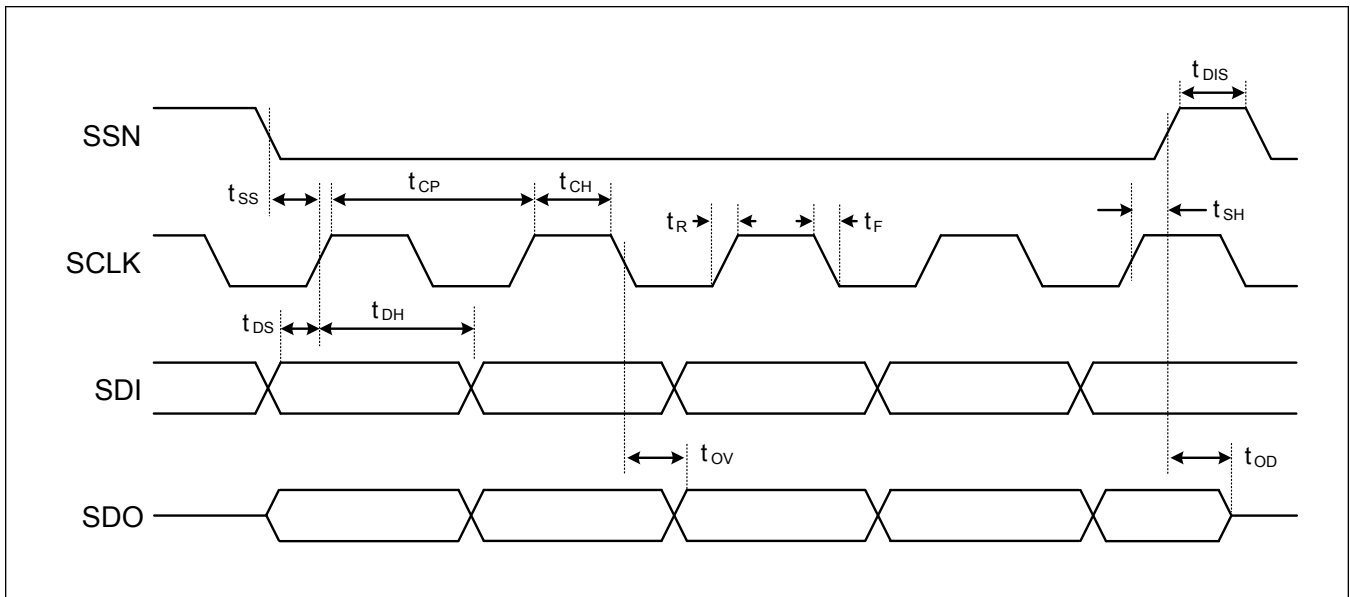 t DIS
SSN
t SS
t CP
t CH
t R
t F
t SH
SCLK
t DS
t DH
SDI
t OV
t OD
SDO